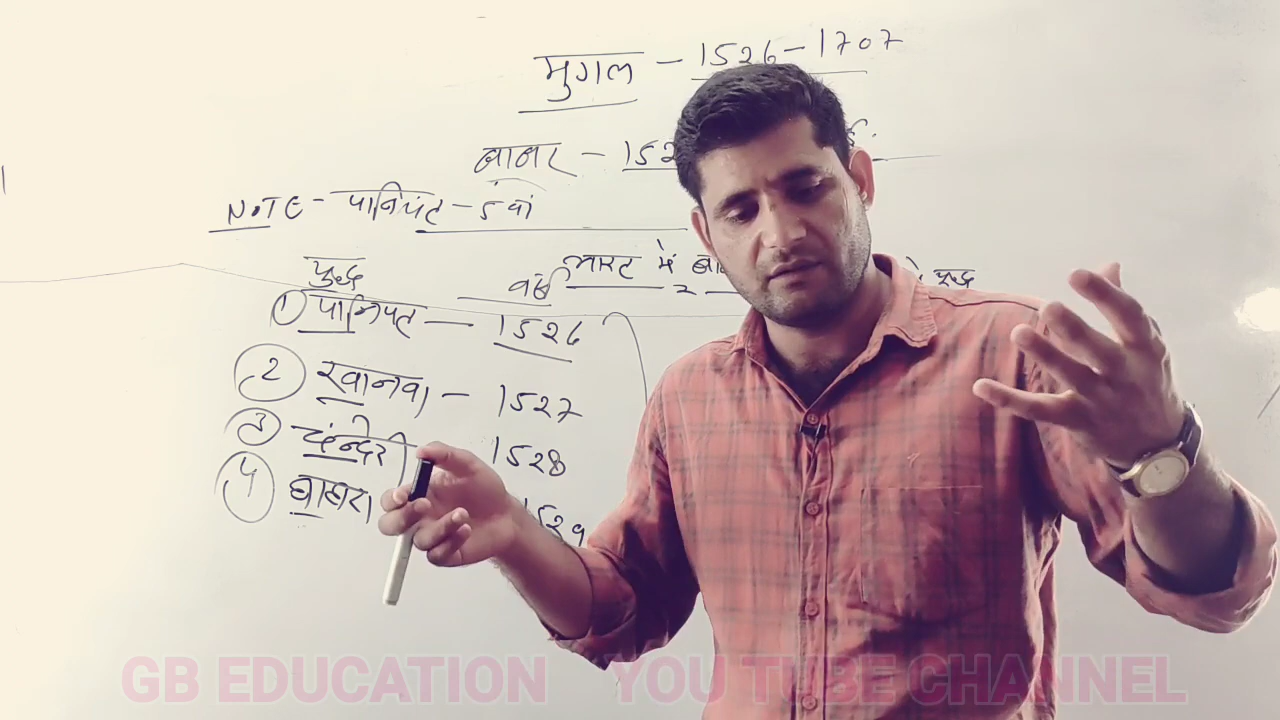 मुगल - 1526-1707
बाबर - 152
NOTE - पानिपत - 5 वां
युद्ध वर्ष भारत में युद्ध
① पानिपत - 1526
② खानवा - 1527
③ चंन्देरी 1528
④ घाघरा 1529
GB EDUCATION YOU TUBE CHANNEL